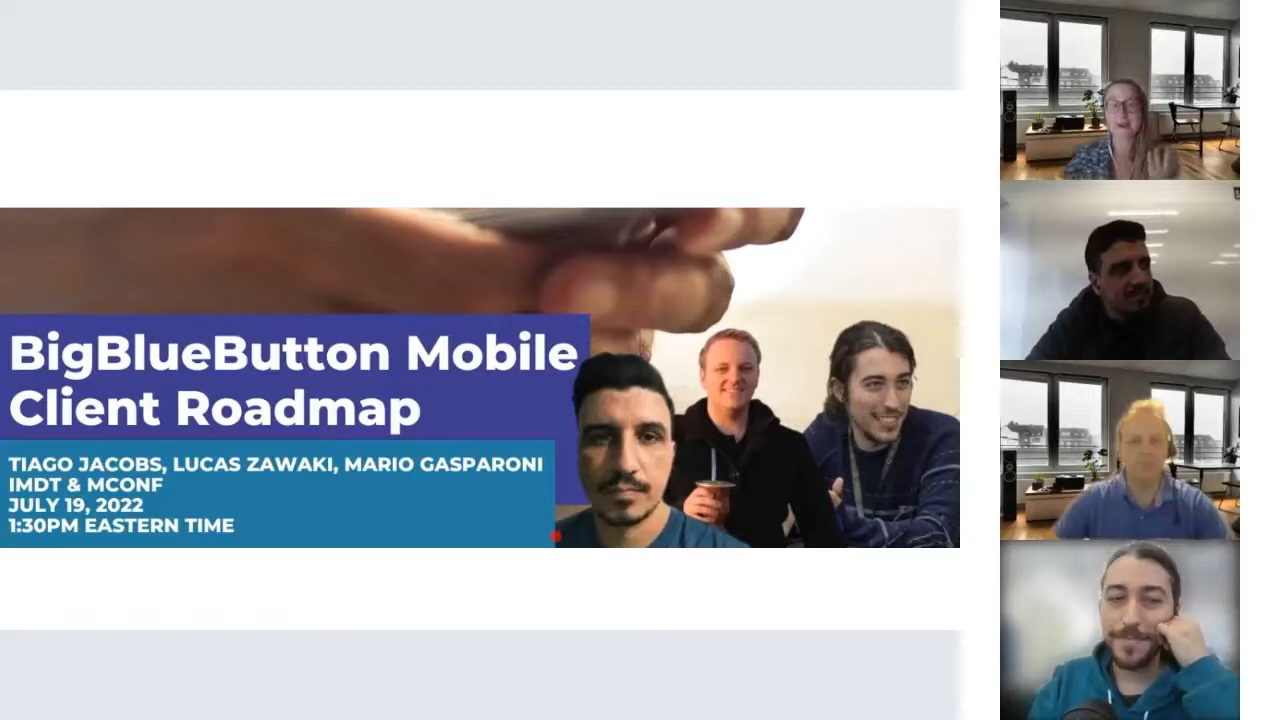 BigBlueButton Mobile
Client Roadmap
TIAGO JACOBS, LUCAS ZAWAKI, MARIO GASPARONI
IMDT & MCONF
JULY 19, 2022
1:30PM EASTERN TIME